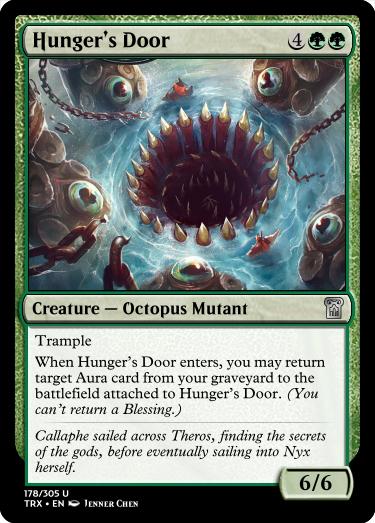 Hunger's Door 4
Creature — Octopus Mutant
Trample
When Hunger's Door enters, you may return
target Aura card from your graveyard to the
battlefield attached to Hunger's Door. (You
can't return a Blessing.)
Callaphe sailed across Theros, finding the secrets
of the gods, before eventually sailing into Nyx
herself.
6/6
178/305 U
TRX • EN Jenner Chen